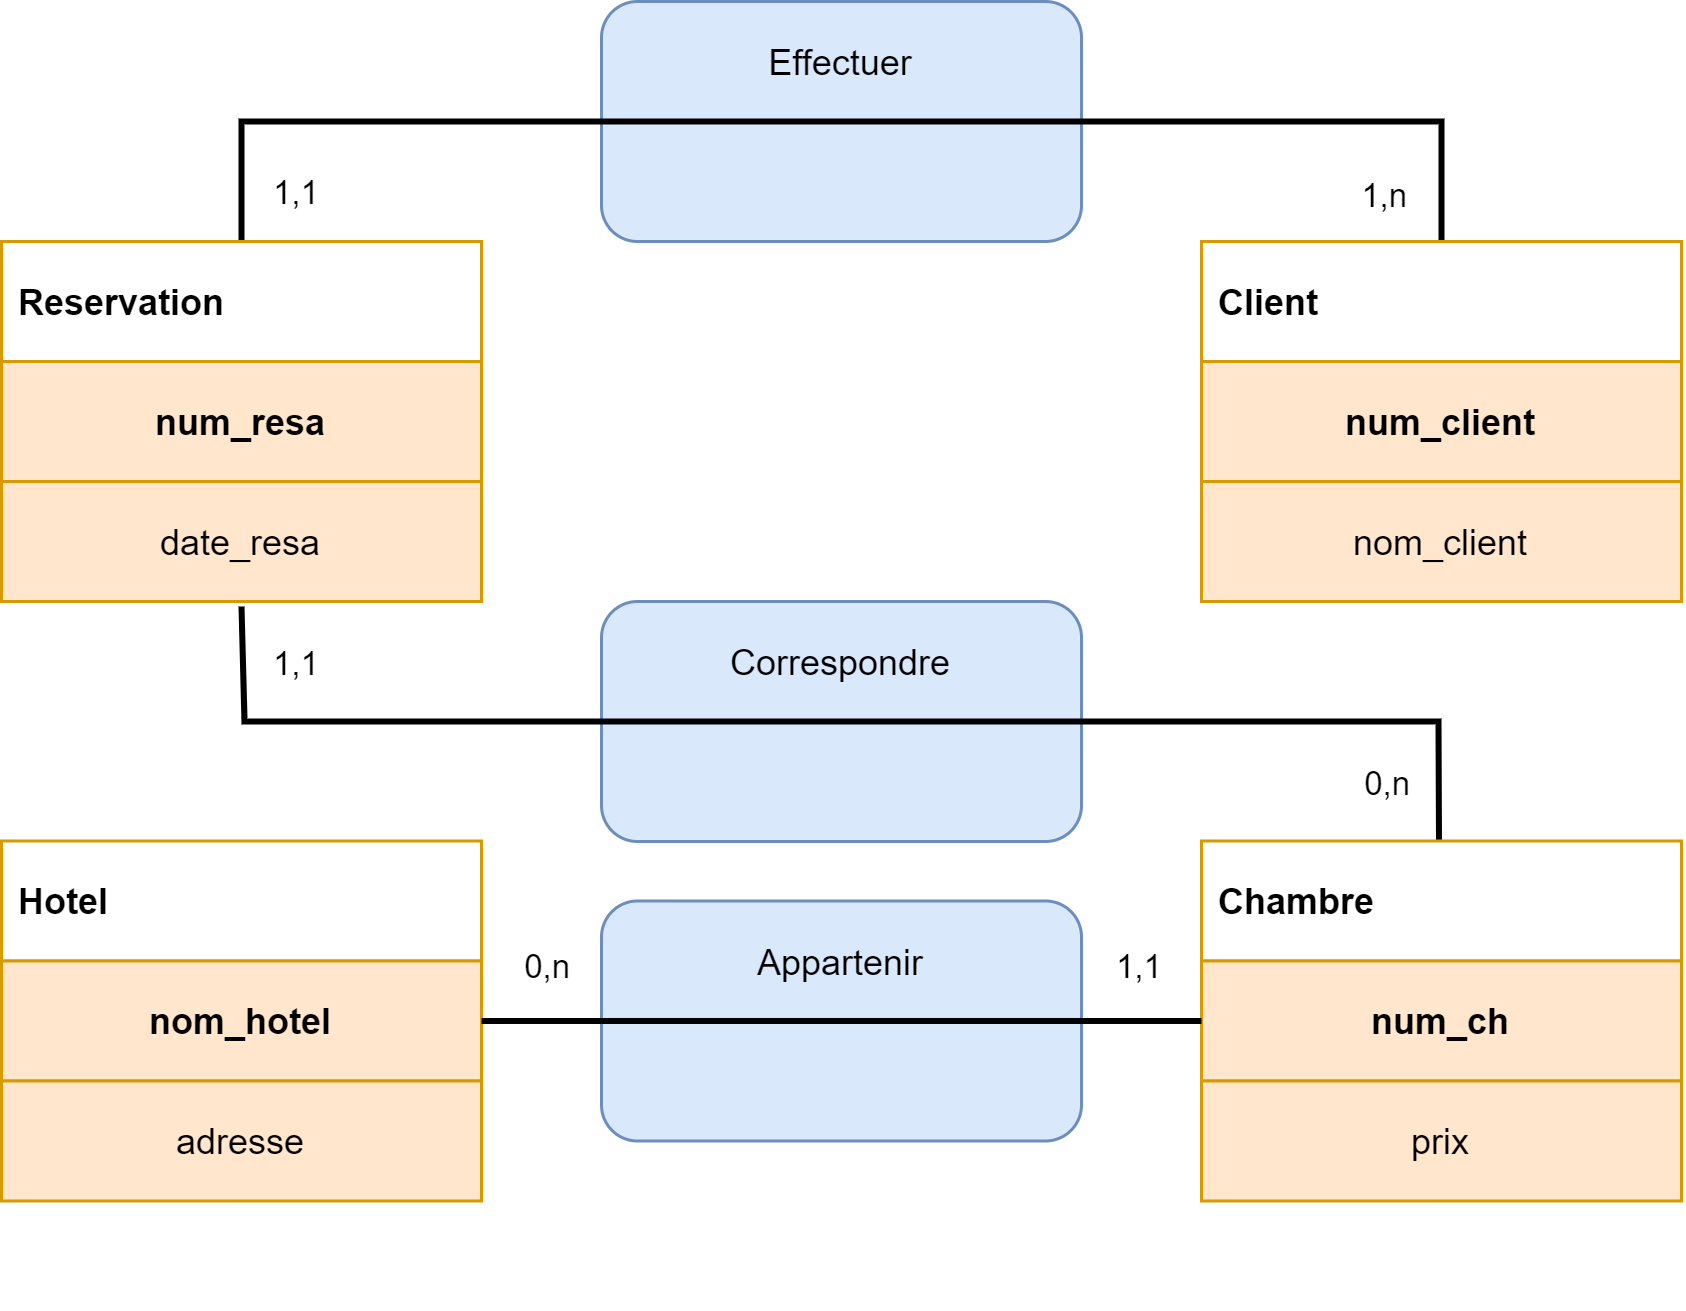 Effectuer
1,1
1,n
Reservation
Client
num_resa
num_client
date_resa
nom_client
1,1
Correspondre
0,n
Hotel
Chambre
0,n
Appartenir
1,1
nom_hotel
num_ch
adresse
prix